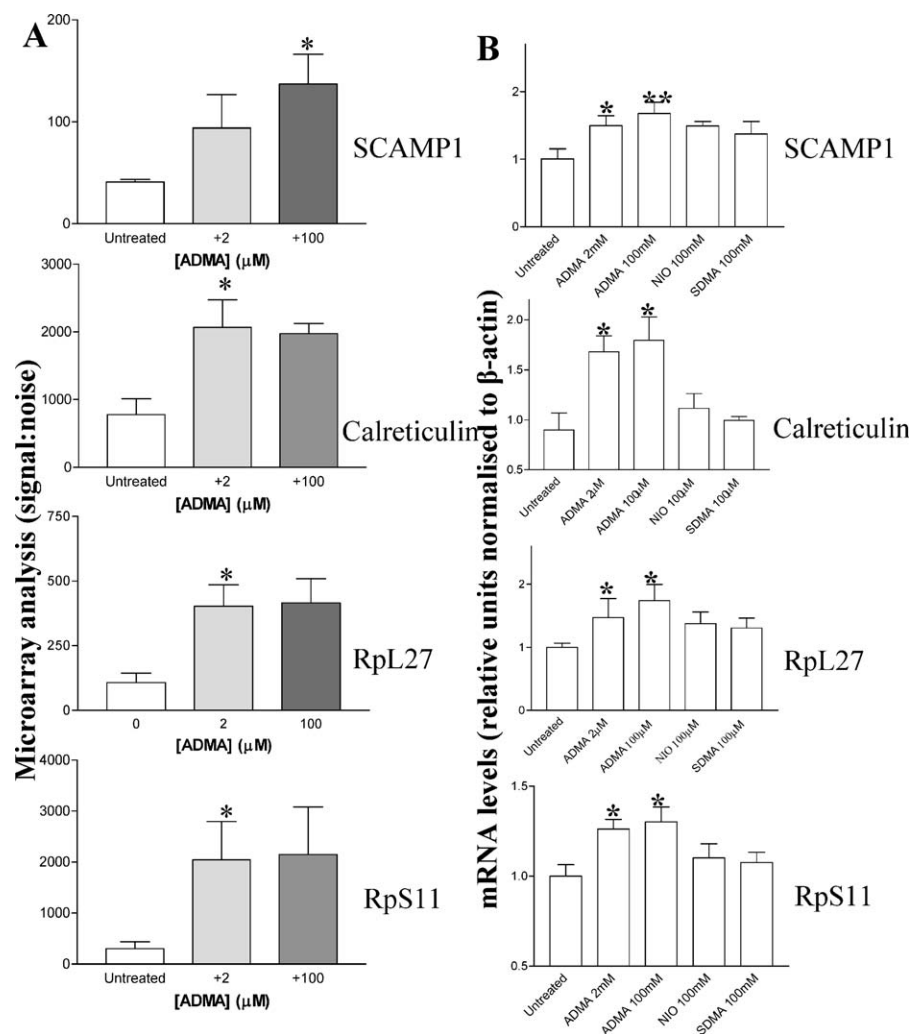 A
Microarray analysis (signal:noise)
200
*
100
0
Untreated +2 +100
[ADMA] (μM)
SCAMP1
3000
*
2000
1000
0
Untreated +2 +100
[ADMA] (μM)
Calreticulin
750
*
500
250
0
0 2 100
[ADMA] (μM)
RpL27
4000
3000
*
2000
1000
0
Untreated +2 +100
[ADMA] (μM)
RpS11
B
mRNA levels (relative units normalised to β-actin)
* **
2
1
0
Untreated
ADMA 2mM
ADMA 100mM
NIO 100mM
SDMA 100mM
SCAMP1
* *
2.0
1.5
1.0
0.5
Untreated
ADMA 2μM
ADMA 100μM
NIO 100μM
SDMA 100μM
Calreticulin
* *
2
1
0
Untreated
ADMA 2μM
ADMA 100μM
NIO 100μM
SDMA 100μM
RpL27
1.5
* *
1.0
0.5
Untreated
ADMA 2mM
ADMA 100mM
NIO 100mM
SDMA 100mM
RpS11